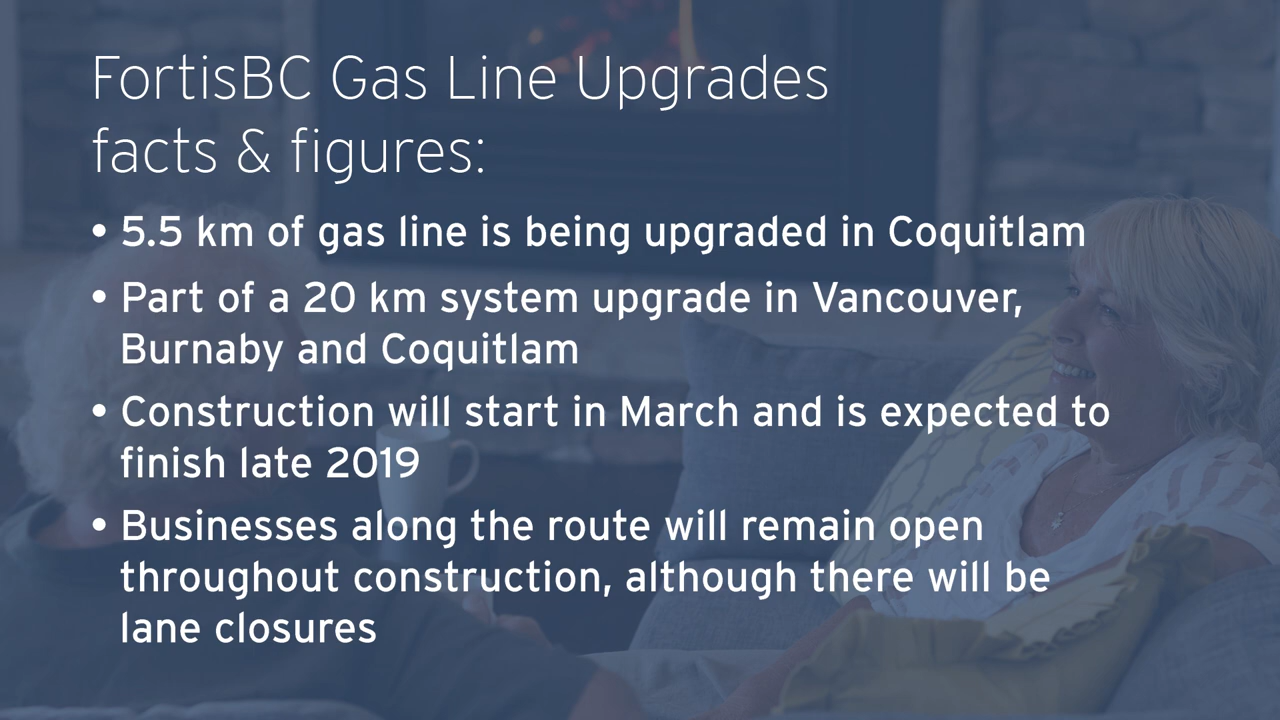 FortisBC Gas Line Upgrades
facts & figures:
• 5.5 km of gas line is being upgraded in Coquitlam
• Part of a 20 km system upgrade in Vancouver,
Burnaby and Coquitlam
• Construction will start in March and is expected to
finish late 2019
• Businesses along the route will remain open
throughout construction, although there will be
lane closures